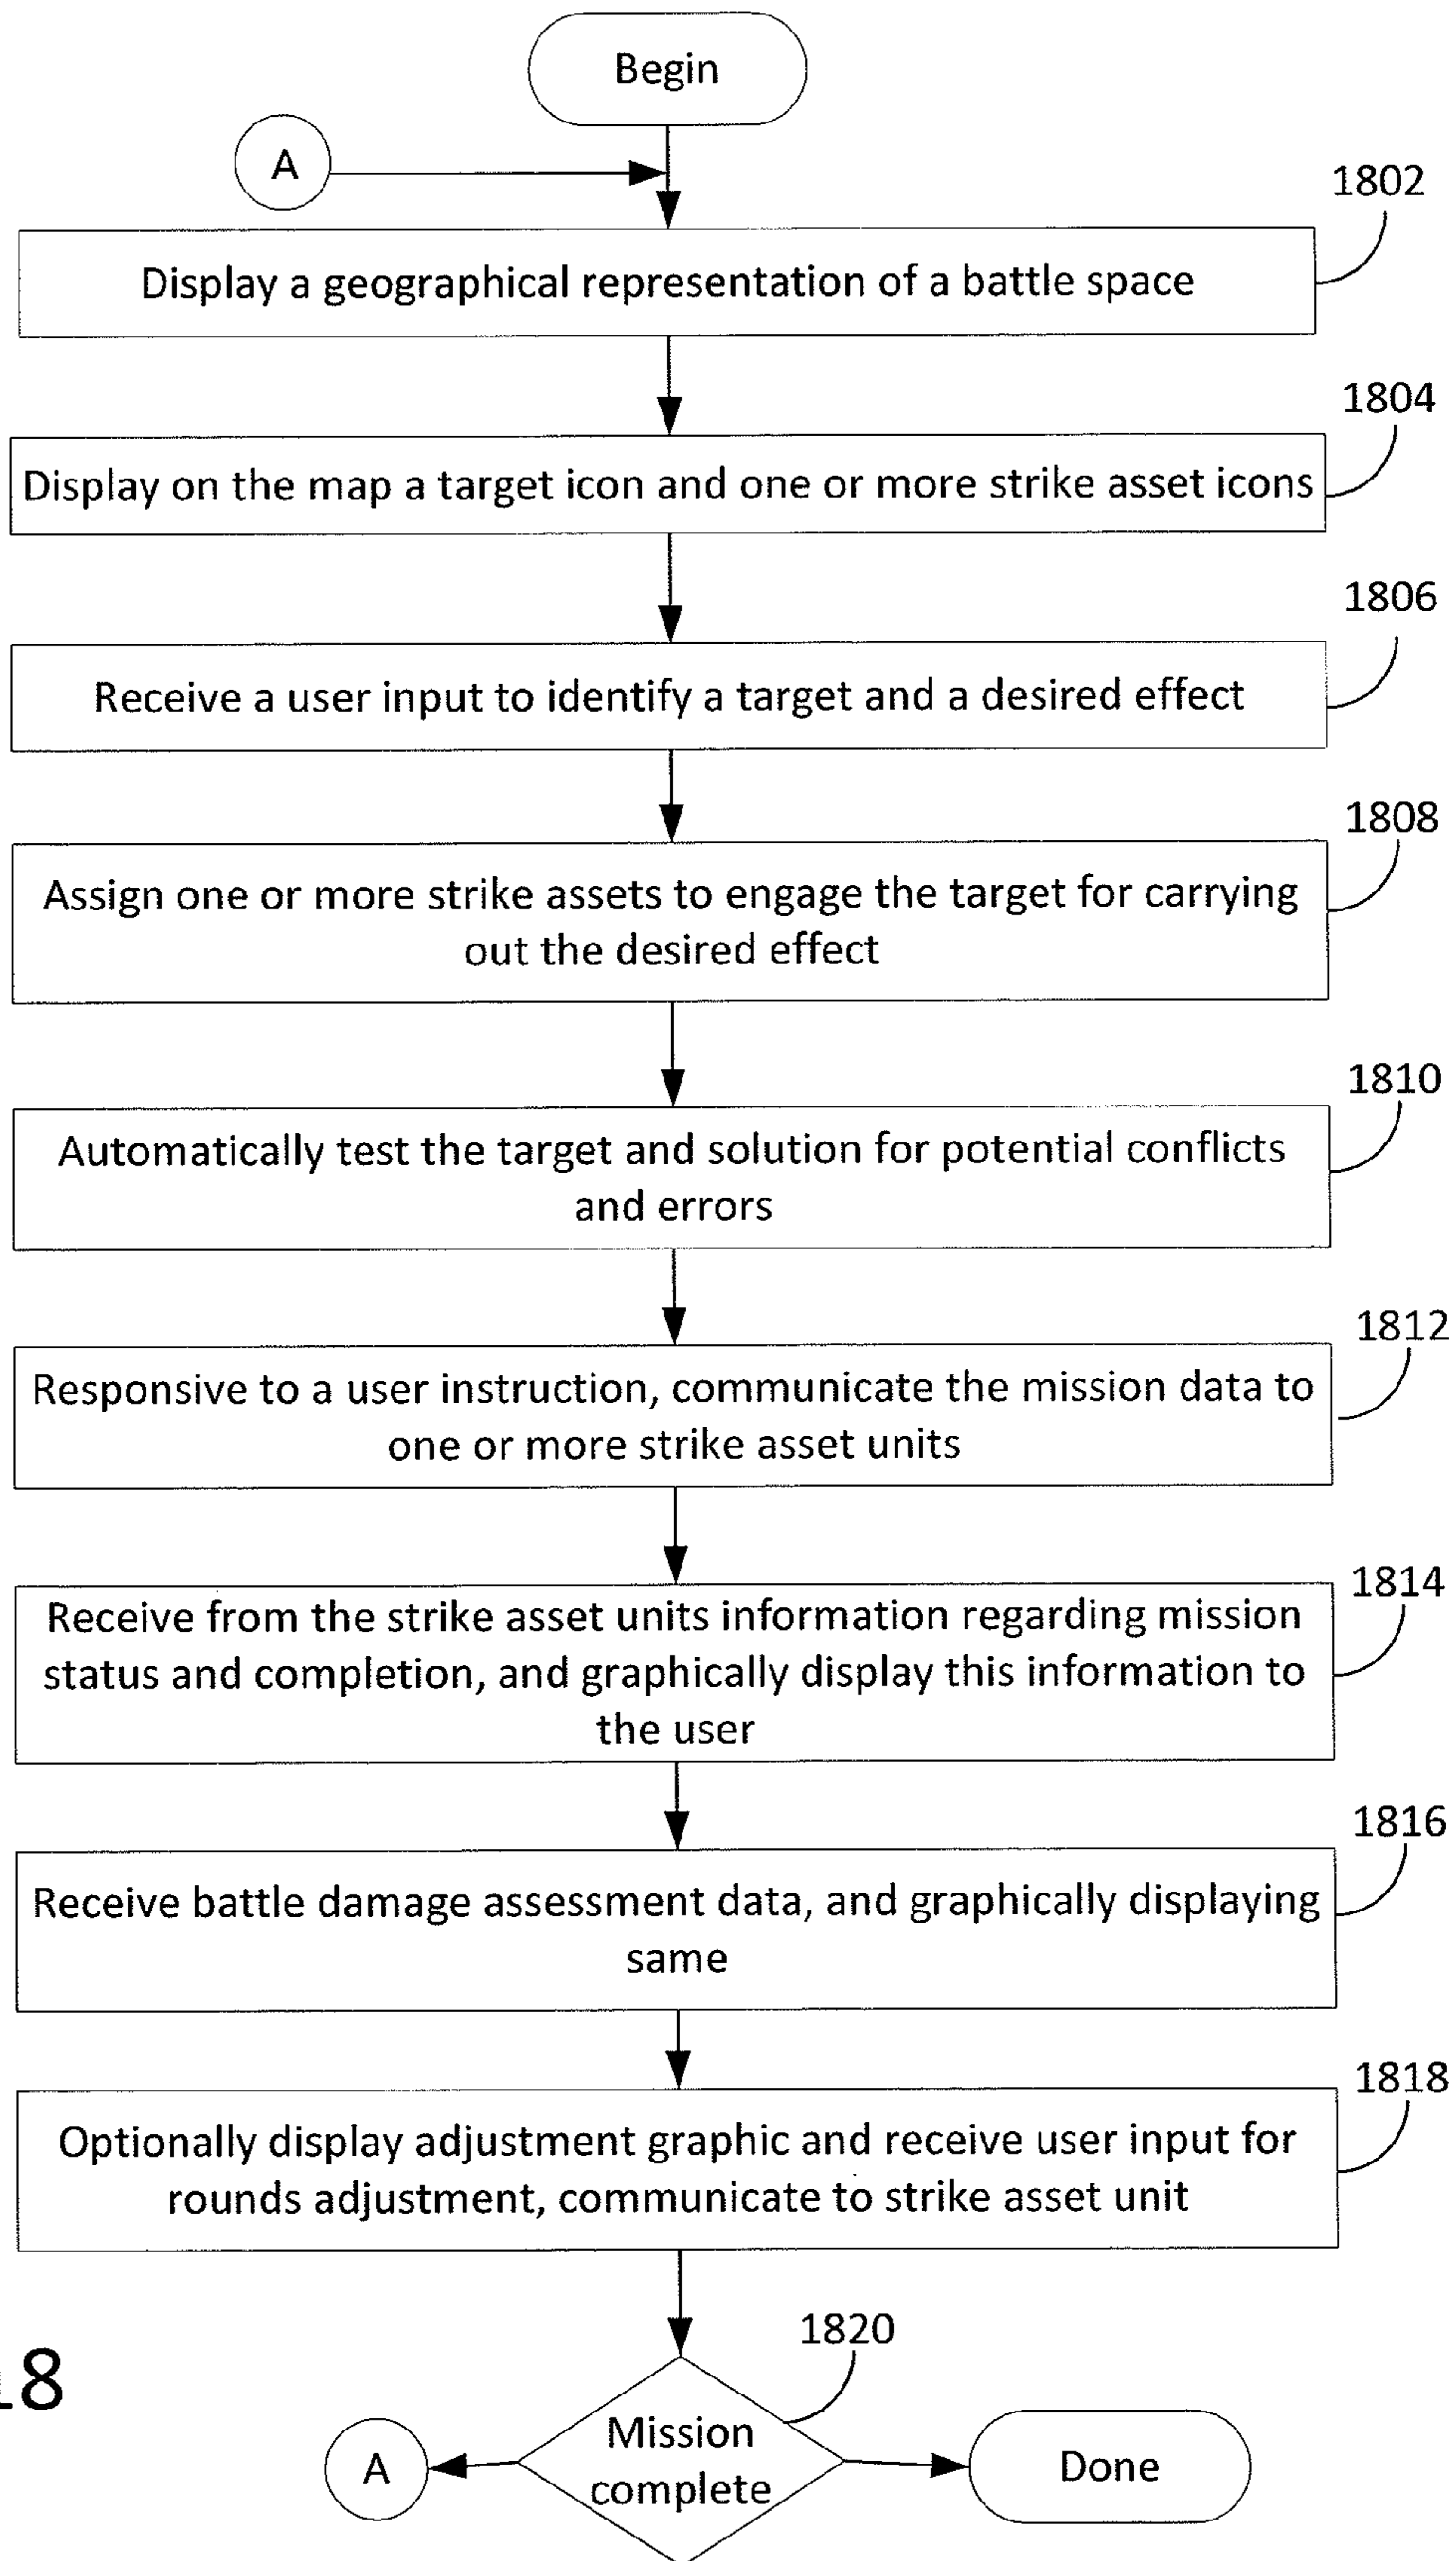 Begin
A
1802
Display a geographical representation of a battle space
1804
Display on the map a target icon and one or more strike asset icons
1806
Receive a user input to identify a target and a desired effect
1808
Assign one or more strike assets to engage the target for carrying
out the desired effect
1810
Automatically test the target and solution for potential conflicts
and errors
1812
Responsive to a user instruction, communicate the mission data to
one or more strike asset units
1814
Receive from the strike asset units information regarding mission
status and completion, and graphically display this information to
the user
1816
Receive battle damage assessment data, and graphically displaying
same
1818
Optionally display adjustment graphic and receive user input for
rounds adjustment, communicate to strike asset unit
1820
18
Mission
complete
A
Done